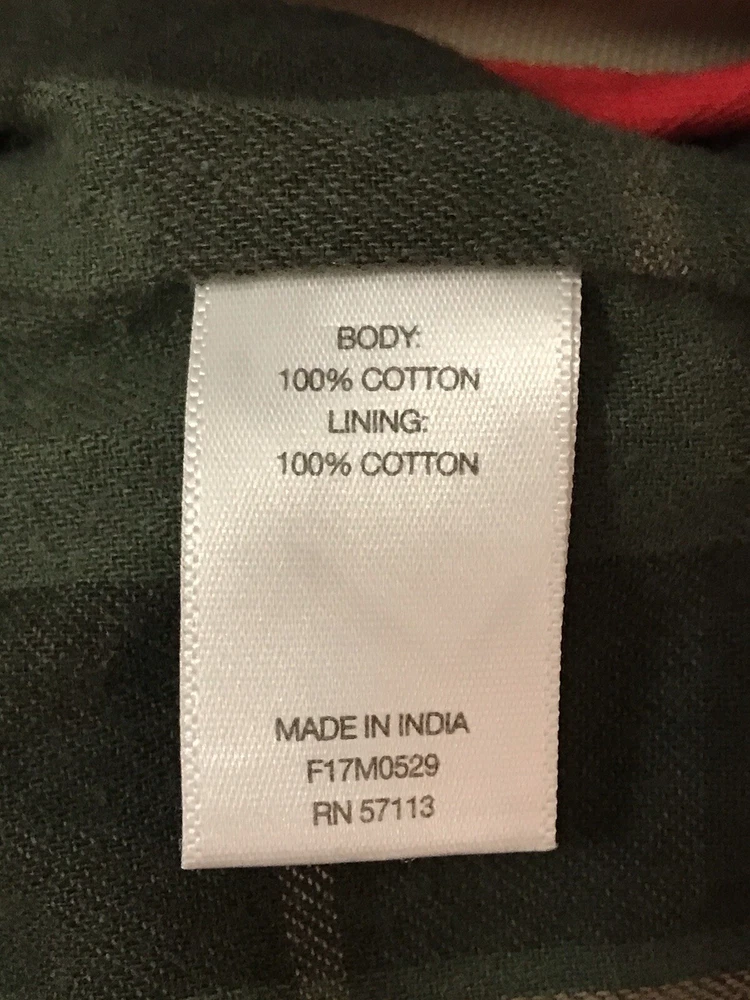 BODY:
100% COTTON
LINING:
100% COTTON
MADE IN INDIA
F17M0529
RN 57113